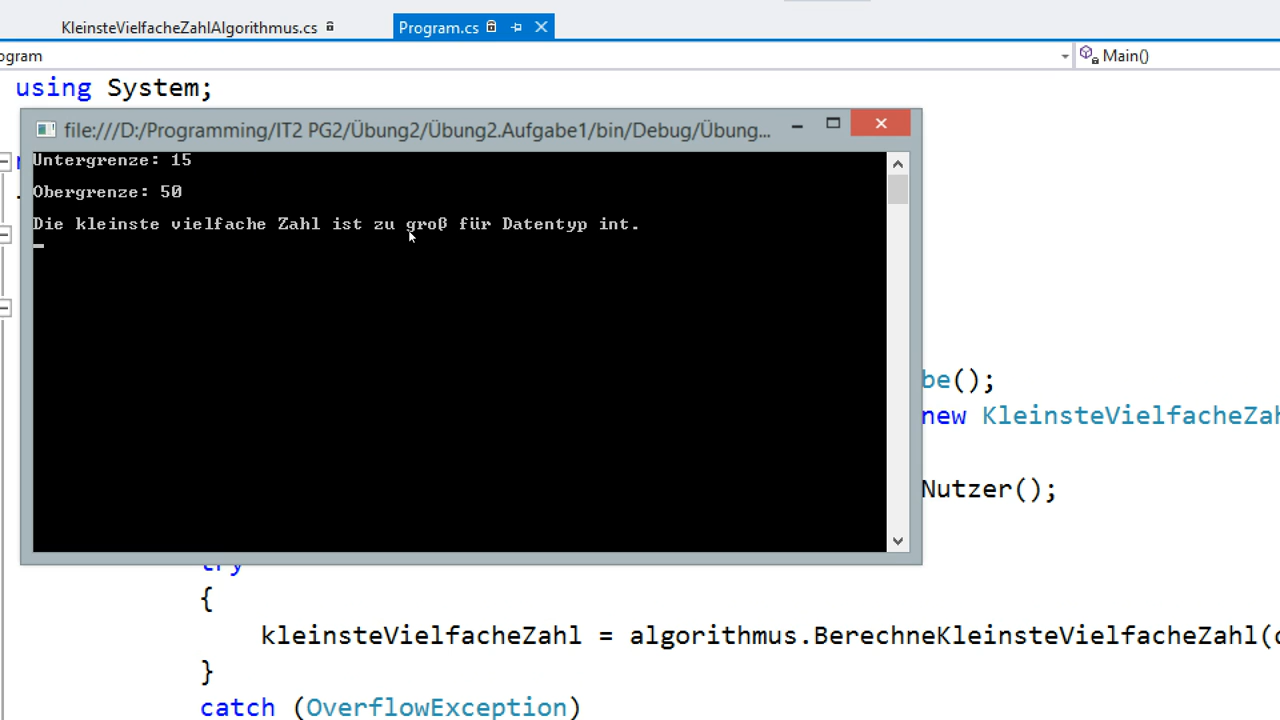 KleinsteVielfacheZahlAlgorithmus.cs
Program.cs
ogram
Main()
using System;
file:///D:/Programming/IT2 PG2/Übung2/Übung2.Aufgabe1/bin/Debug/Übung...
Untergrenze: 15
Obergrenze: 50
Die kleinste vielfache Zahl ist zu groß für Datentyp int.
be();
new KleinsteVielfacheZah
Nutzer();
try
{
kleinsteVielfacheZahl = algorithmus.BerechneKleinsteVielfacheZahl(
}
catch (OverflowException)